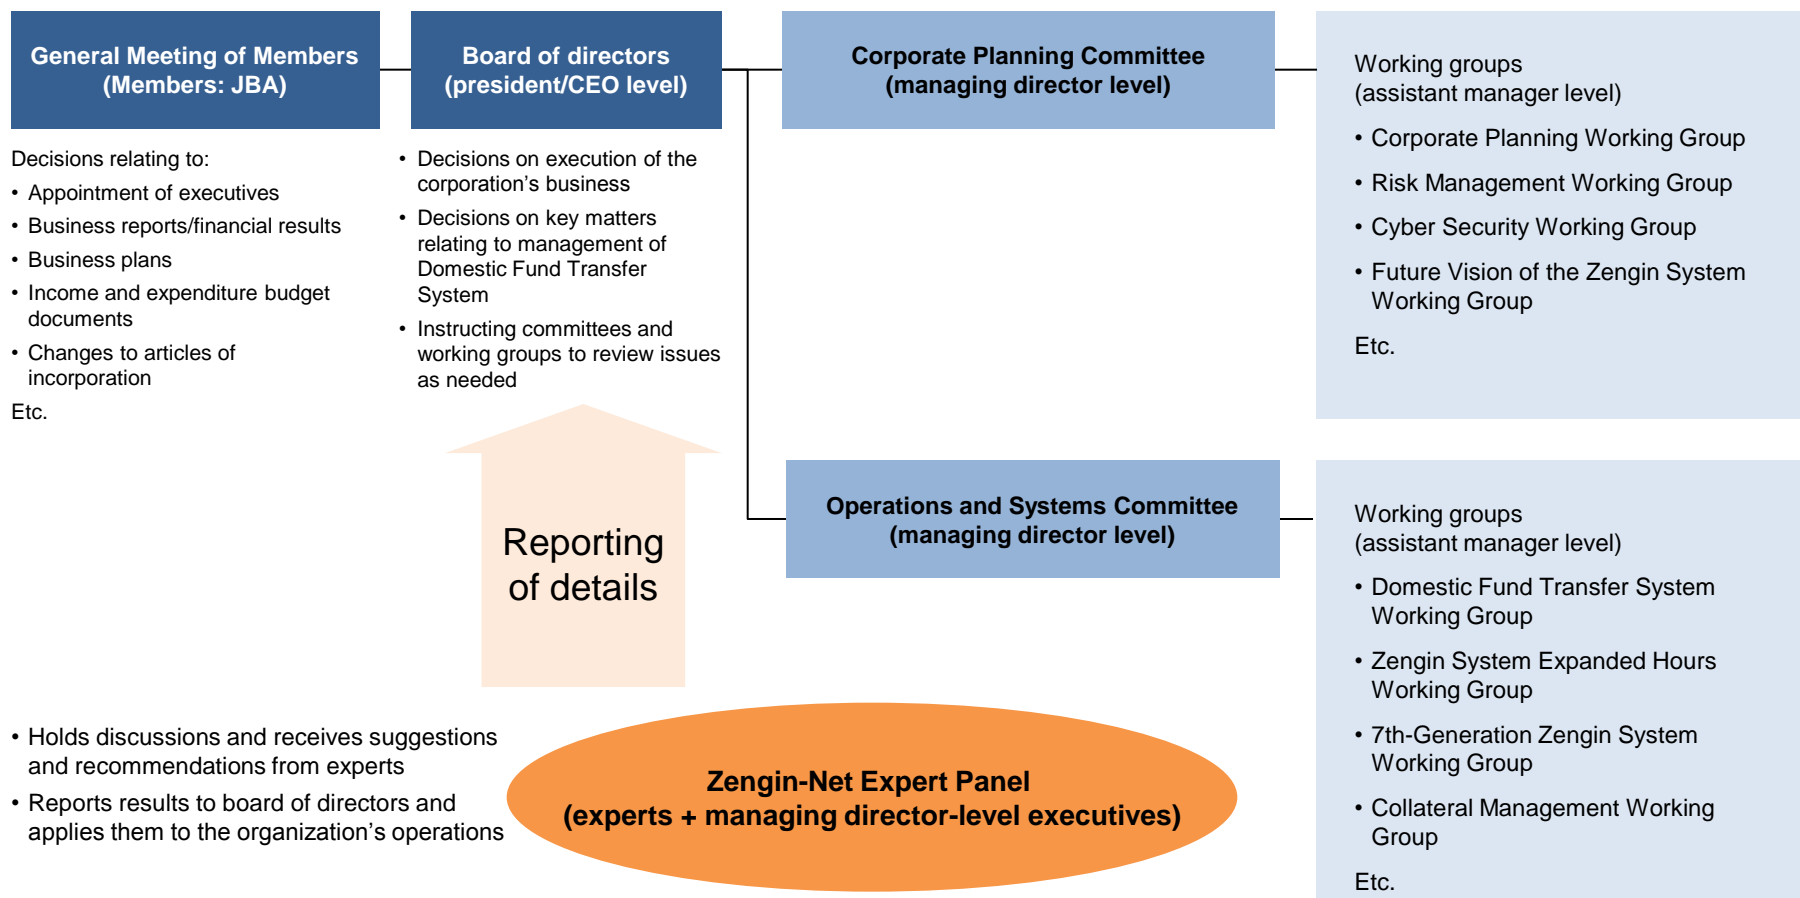 General Meeting of Members
(Members: JBA)
Board of directors
(president/CEO level)
Corporate Planning Committee
(managing director level)
Working groups
(assistant manager level)
• Corporate Planning Working Group
• Risk Management Working Group
• Cyber Security Working Group
• Future Vision of the Zengin System
Working Group
Etc.
Decisions relating to:
• Appointment of executives
• Business reports/financial results
• Business plans
• Income and expenditure budget
documents
• Changes to articles of
incorporation
Etc.
• Decisions on execution of the
corporation’s business
• Decisions on key matters
relating to management of
Domestic Fund Transfer
System
• Instructing committees and
working groups to review issues
as needed
Reporting
of details
Operations and Systems Committee
(managing director level)
Working groups
(assistant manager level)
• Domestic Fund Transfer System
Working Group
• Zengin System Expanded Hours
Working Group
• 7th-Generation Zengin System
Working Group
• Collateral Management Working
Group
Etc.
• Holds discussions and receives suggestions
and recommendations from experts
• Reports results to board of directors and
applies them to the organization’s operations
Zengin-Net Expert Panel
(experts + managing director-level executives)